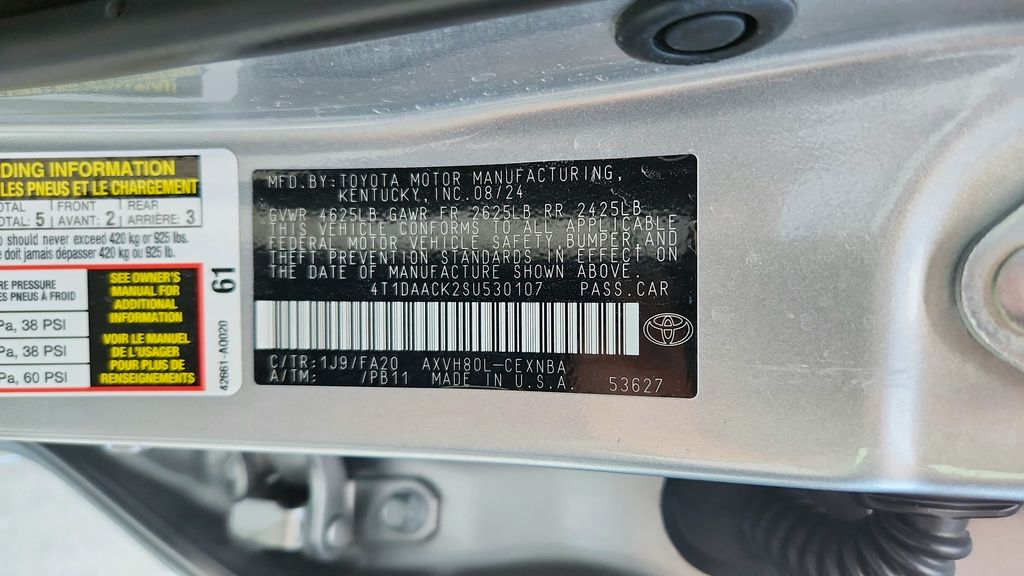 DING INFORMATION
LES PNEUS ET LE CHARGEMENT
OTAL FRONT REAR
OTAL: 5 AVANT: 2 ARRIÈRE: 3
o should never exceed 420 kg or 925 lbs.
e doit jamais dépasser 420 kg ou 925 lb.
RE PRESSURE
ES PNEUS À FROID
Pa, 38 PSI
Pa, 38 PSI
Pa, 60 PSI
SEE OWNER'S
MANUAL FOR
ADDITIONAL
INFORMATION
VOIR LE MANUEL
DE L'USAGER
POUR PLUS DE
RENSEIGNEMENTS
61
42661-A0020
MFD.BY:TOYOTA MOTOR MANUFACTURING,
KENTUCKY, INC. 08/24
GVWR 4625LB GAWR FR 2625LB RR 2425LB
THIS VEHICLE CONFORMS TO ALL APPLICABLE
FEDERAL MOTOR VEHICLE SAFETY, BUMPER, AND
THEFT PREVENTION STANDARDS IN EFFECT ON
THE DATE OF MANUFACTURE SHOWN ABOVE.
4T1DAACK2SU530107 PASS.CAR
C/TR:1J9/FA20 AXVH80L-CEXNBA
A/TM: /PB11 MADE IN U.S.A. 53627